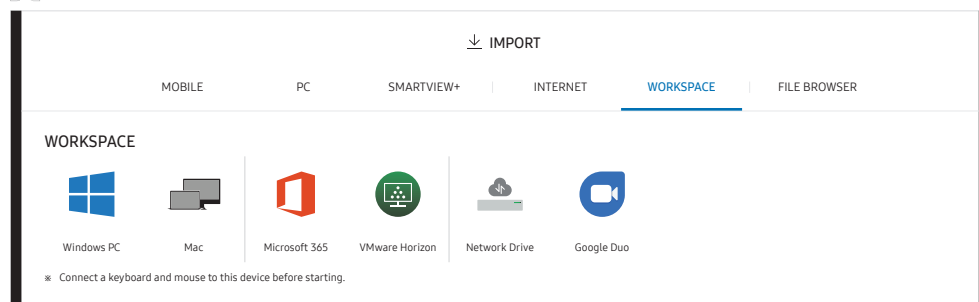 IMPORT
MOBILE PC SMARTVIEW+ INTERNET WORKSPACE FILE BROWSER
WORKSPACE
Windows PC Mac Microsoft 365 VMware Horizon Network Drive Google Duo
※ Connect a keyboard and mouse to this device before starting.